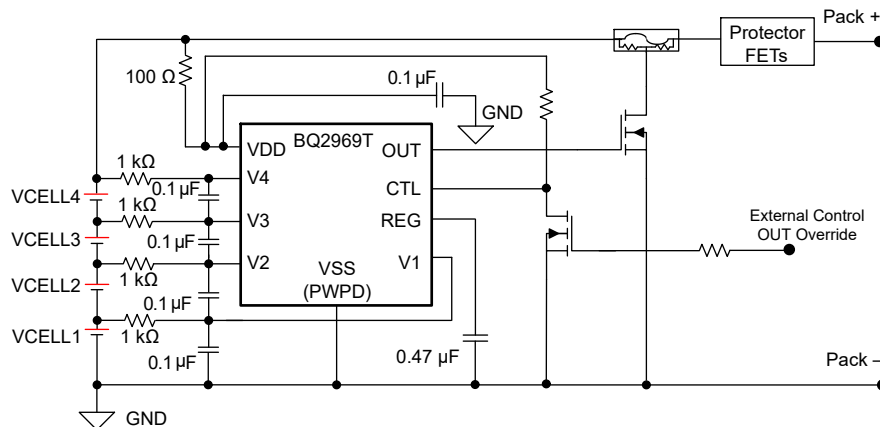 Pack +
Protector
FETs
100 Ω
0.1 µF
GND
BQ2969T
VDD
OUT
1 kΩ
V4
CTL
VCELL4
0.1 µF
1 kΩ
V3
REG
External Control
OUT Override
VCELL3
0.1 µF
V2
VSS
(PWPD)
V1
1 kΩ
VCELL2
0.1 µF
VCELL1
1 kΩ
0.1 µF
0.47 µF
Pack –
GND